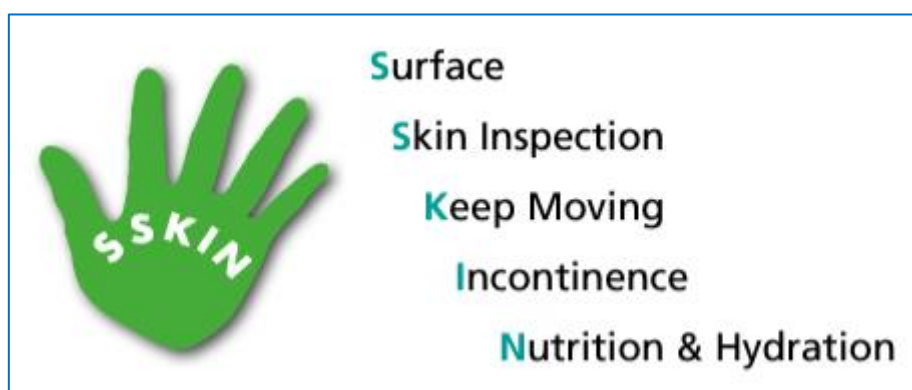 SSKIN
Surface
Skin Inspection
Keep Moving
Incontinence
Nutrition & Hydration